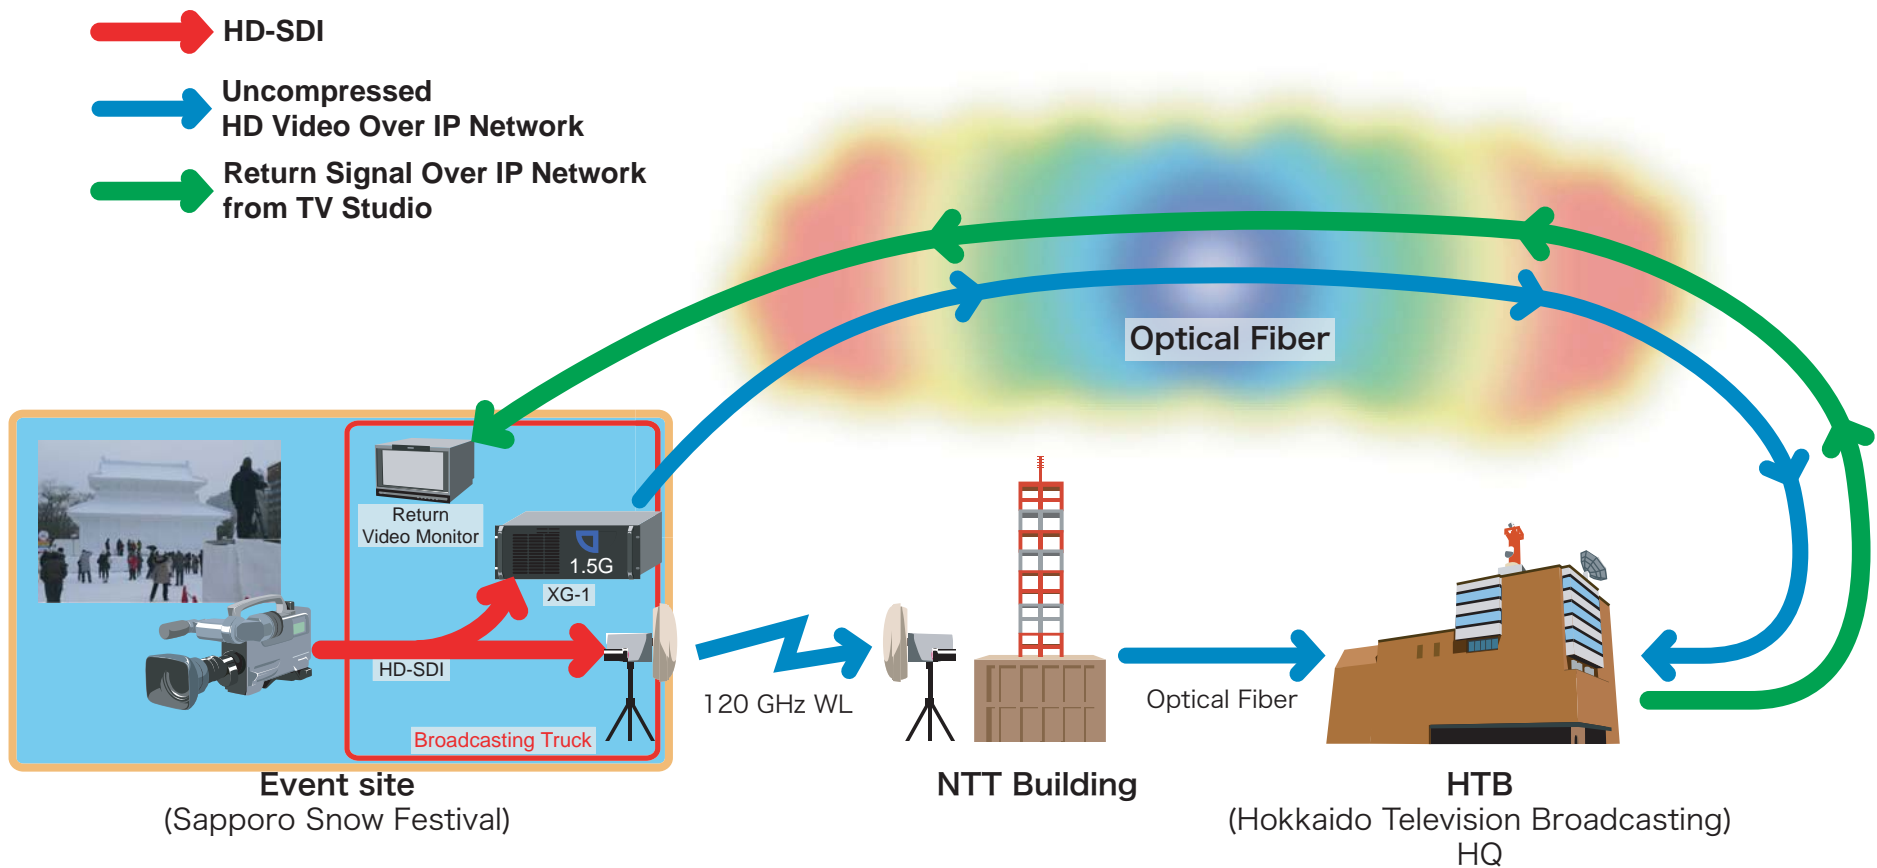 HD-SDI
Uncompressed
HD Video Over IP Network
Return Signal Over IP Network
from TV Studio
Optical Fiber
Return
Video Monitor
1.5G
XG-1
HD-SDI
Broadcasting Truck
120 GHz WL
Optical Fiber
Event site
(Sapporo Snow Festival)
NTT Building
HTB
(Hokkaido Television Broadcasting)
HQ